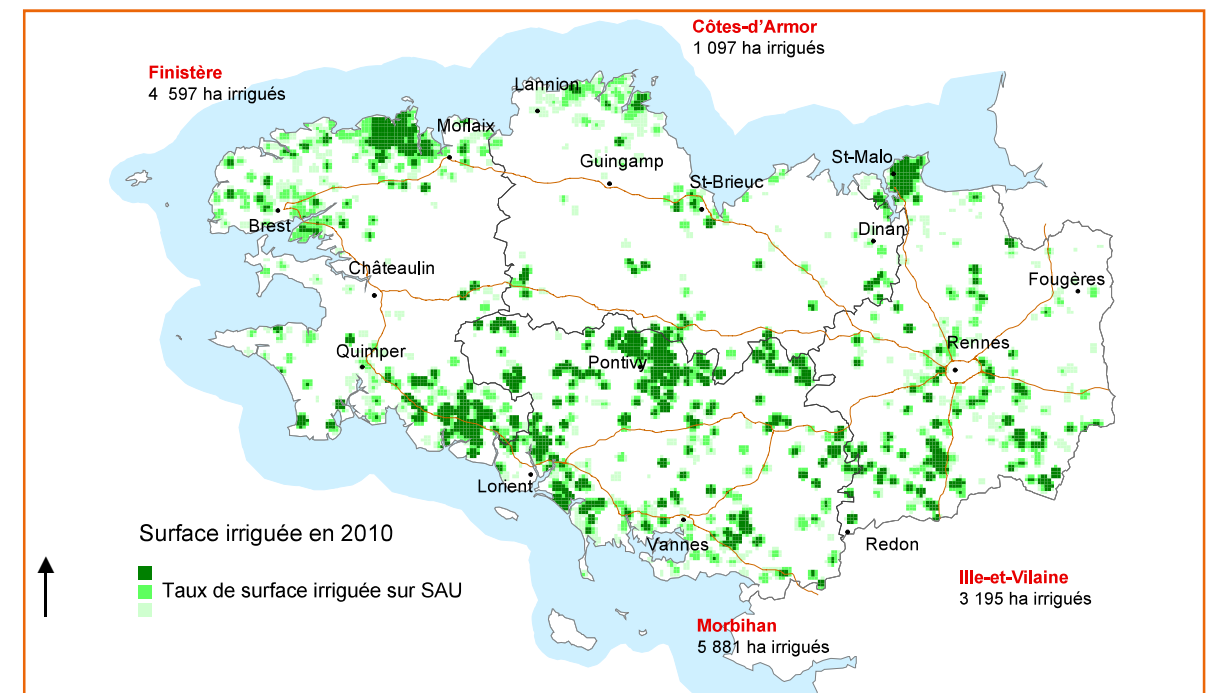 Côtes-d'Armor
1 097 ha irrigués
Finistère
4 597 ha irrigués
Lannion
Morlaix
Guingamp
St-Malo
St-Brieuc
Brest
Dinan
Châteaulin
Fougères
Quimper
Rennes
Pontivy
Lorient
Surface irriguée en 2010
Vannes
Redon
Taux de surface irriguée sur SAU
Ille-et-Vilaine
3 195 ha irrigués
Morbihan
5 881 ha irrigués